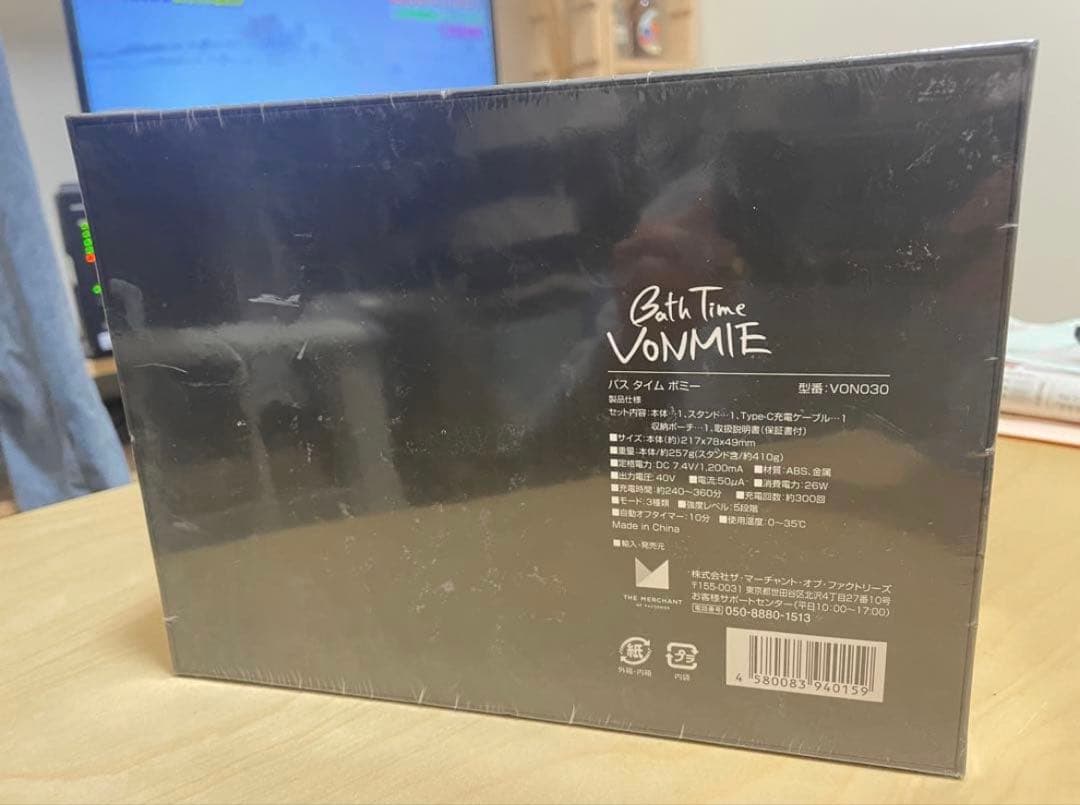 Bath Time
VONMIE
バス タイム ボミー 型番:VON030
製品仕様
セット内容:本体…1、スタンド…1、Type-C充電ケーブル…1
収納ポーチ…1、取扱説明書(保証書付)
■サイズ:本体(約)217x78x49mm
■重量:本体/約257g(スタンド含/約410g)
■定格電力:DC 7.4V/1,200mA ■材質:ABS、金属
■出力電圧:40V ■電流:50μA ■消費電力:26W
■充電時間:約240~360分 ■充電回数:約300回
■モード:3種類 ■強度レベル:5段階
■自動オフタイマー:10分 ■使用温度:0~35℃
Made in China
■輸入・発売元
THE MERCHANT
OF FACTORIES
株式会社ザ・マーチャント・オブ・ファクトリーズ
〒155-0031 東京都世田谷区北沢4丁目27番10号
お客様サポートセンター(平日10:00~17:00)
電話番号 050-8880-1513
紙
外箱・内箱
プラ
内袋
4 580083 940159